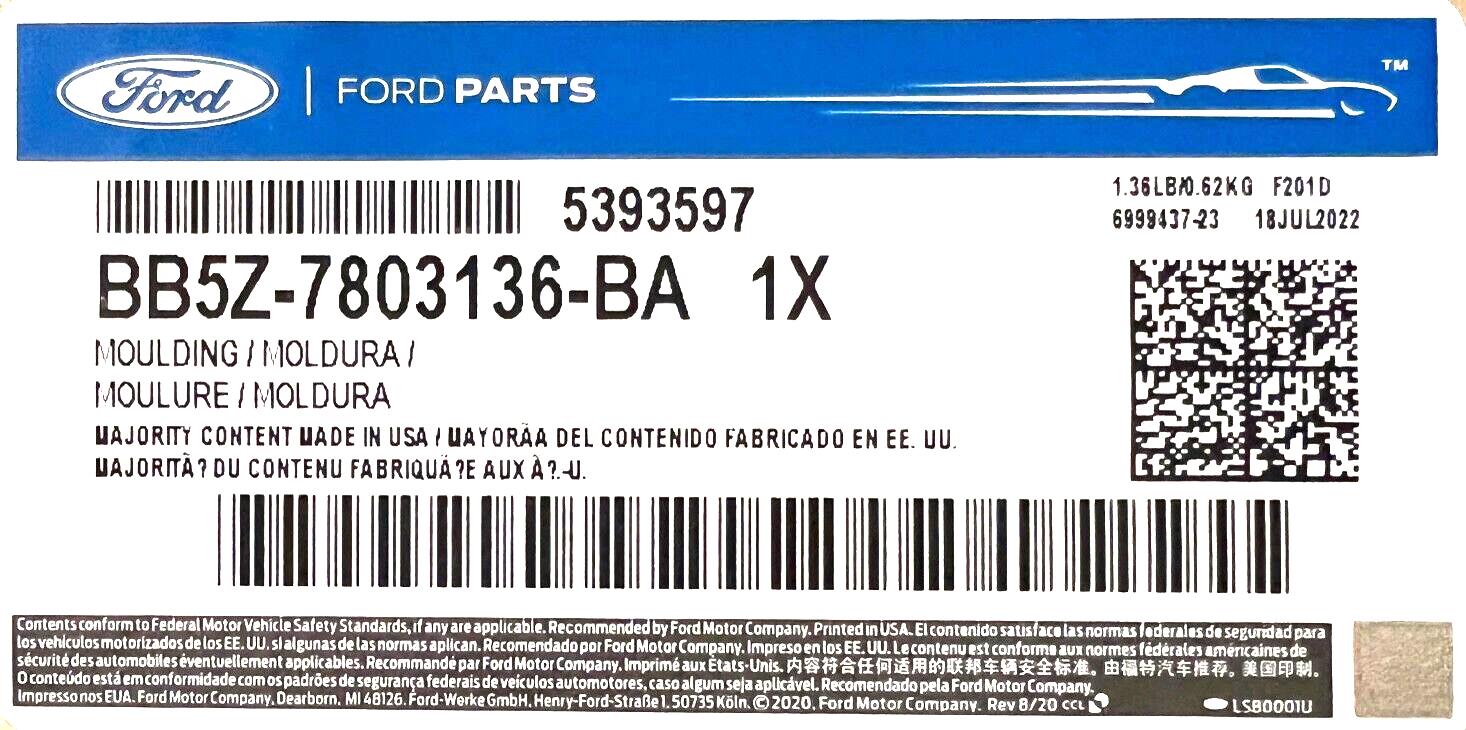 Ford | FORD PARTS TM
5393597
1.36LB/0.62KG F201D
6999437-23 18JUL2022
BB5Z-7803136-BA 1X
MOULDING / MOLDURA /
MOULURE / MOLDURA
MAJORITY CONTENT MADE IN USA / MAYORÃA DEL CONTENIDO FABRICADO EN EE. UU.
MAJORITÃ? DU CONTENU FABRIQUÃ?E AUX Ã?.-U.
Contents conform to Federal Motor Vehicle Safety Standards, if any are applicable. Recommended by Ford Motor Company. Printed in USA. El contenido satisface las normas federales de seguridad para
los vehículos motorizados de los EE. UU. si algunas de las normas aplican. Recomendado por Ford Motor Company. Impreso en los EE. UU. Le contenu est conforme aux normes fédérales américaines de
sécurité des automobiles éventuellement applicables. Recommandé par Ford Motor Company. Imprimé aux États-Unis. 内容符合任何适用的联邦车辆安全标准。由福特汽车推荐。美国印制。
O conteúdo está em conformidade com os padrões de segurança federais de veículos automotores, caso algum seja aplicável. Recomendado pela Ford Motor Company.
Impresso nos EUA. Ford Motor Company. Dearborn, MI 48126. Ford-Werke GmbH, Henry-Ford-Straße 1, 50735 Köln. © 2020, Ford Motor Company. Rev 8/20 CCL LSB0001U